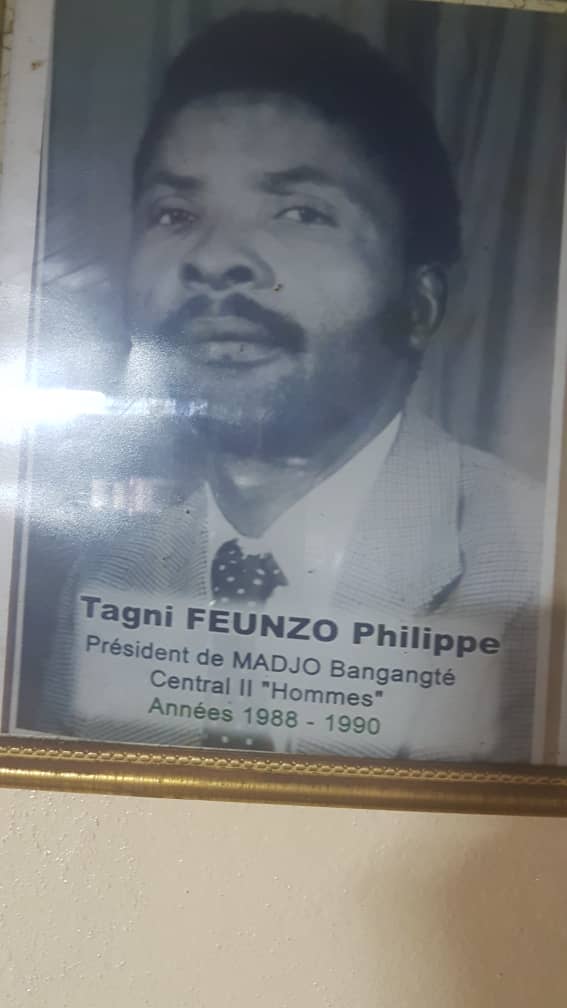 Tagni FEUNZO Philippe
Président de MADJO Bangangté
Central II "Hommes"
Années 1988 - 1990